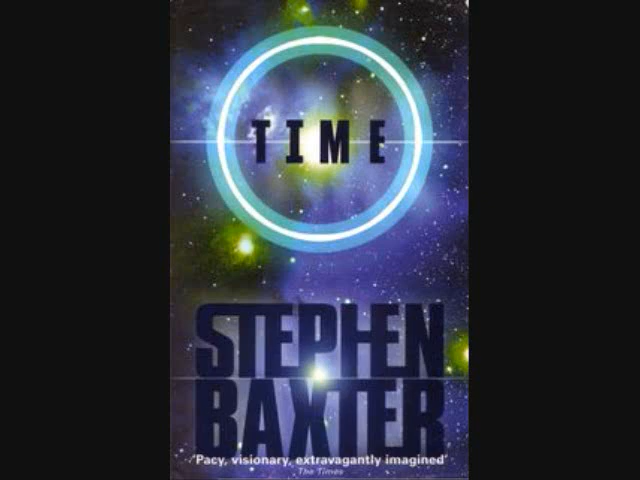 TIME
STEPHEN
BAXTER
'Pacy, visionary, extravagantly imagined'
The Times